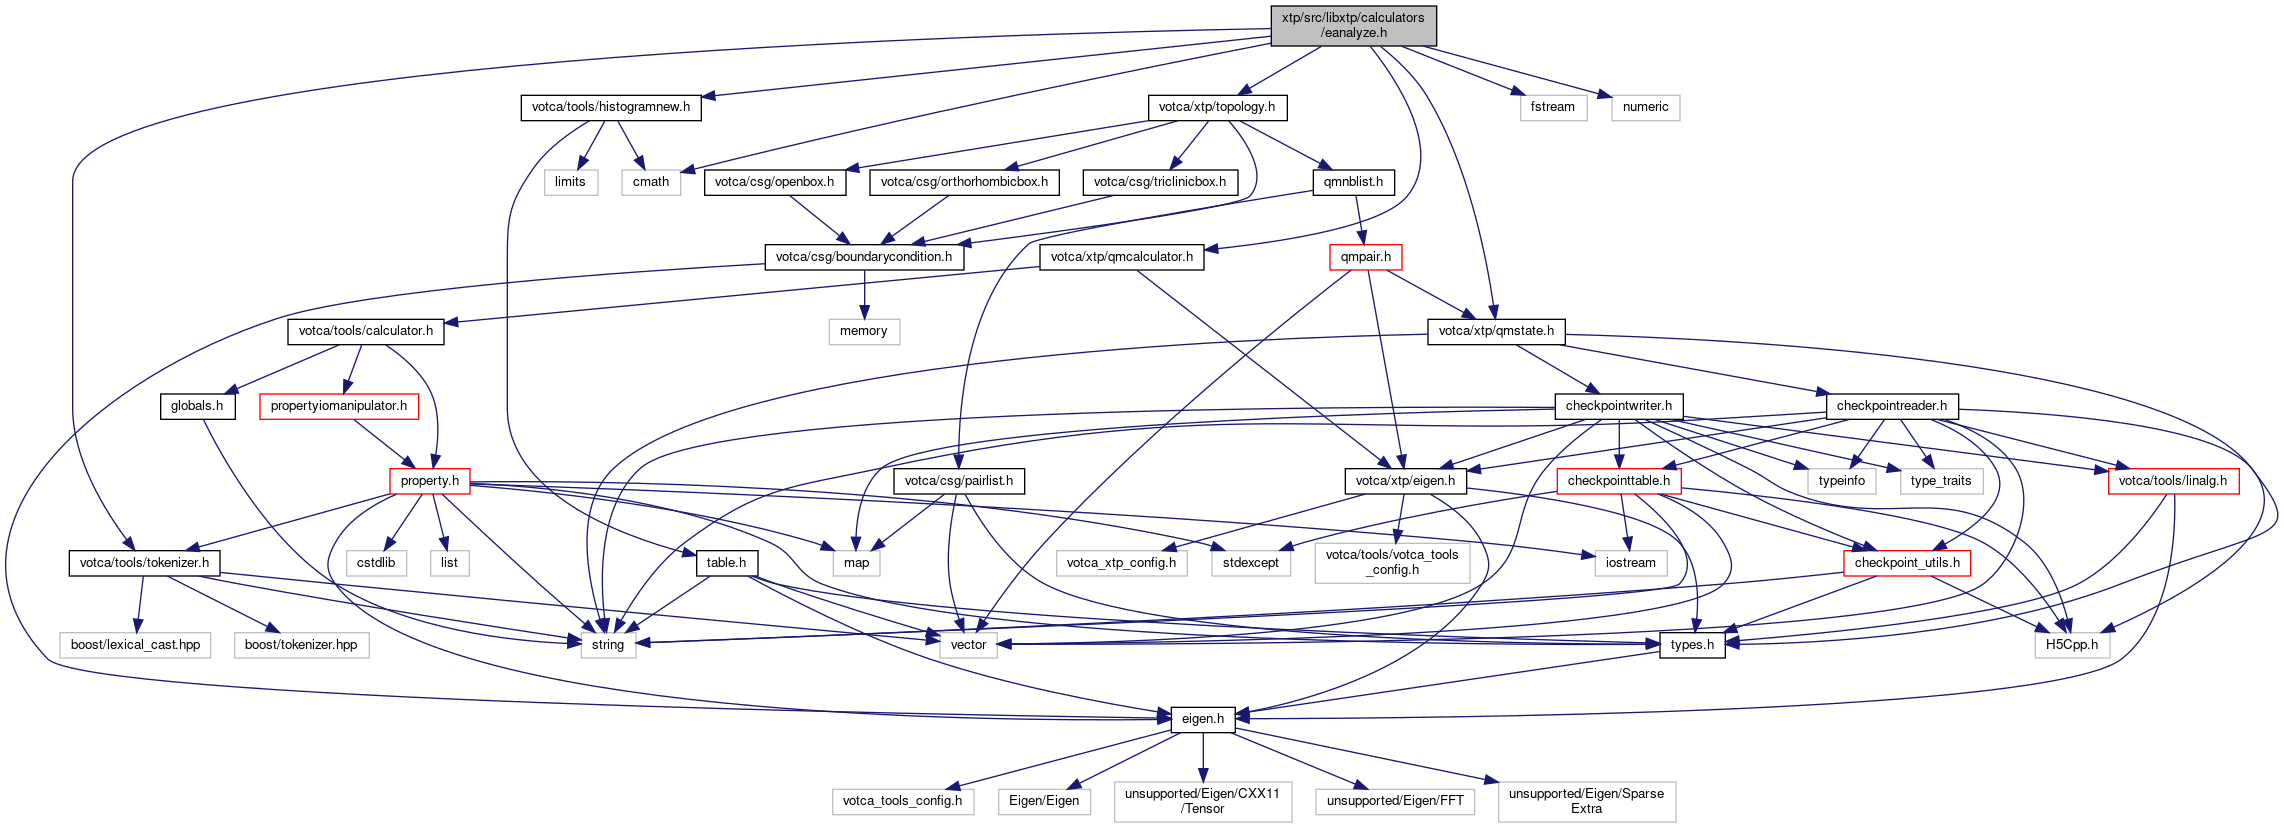 xtp/src/libxtp/calculators
/eanalyze.h
votca/tools/histogramnew.h
votca/xtp/topology.h
fstream
numeric
limits
cmath
votca/csg/openbox.h
votca/csg/orthorhombicbox.h
votca/csg/triclinicbox.h
qmnblist.h
votca/csg/boundarycondition.h
votca/xtp/qmcalculator.h
qmpair.h
votca/tools/calculator.h
memory
votca/xtp/qmstate.h
globals.h
propertyiomanipulator.h
checkpointwriter.h
checkpointreader.h
property.h
votca/csg/pairlist.h
votca/xtp/eigen.h
checkpointtable.h
typeinfo
type_traits
votca/tools/linalg.h
votca/tools/tokenizer.h
cstdlib
list
table.h
map
votca_xtp_config.h
stdexcept
votca/tools/votca_tools
_config.h
iostream
checkpoint_utils.h
boost/lexical_cast.hpp
boost/tokenizer.hpp
string
vector
types.h
H5Cpp.h
eigen.h
votca_tools_config.h
Eigen/Eigen
unsupported/Eigen/CXX11
/Tensor
unsupported/Eigen/FFT
unsupported/Eigen/Sparse
Extra